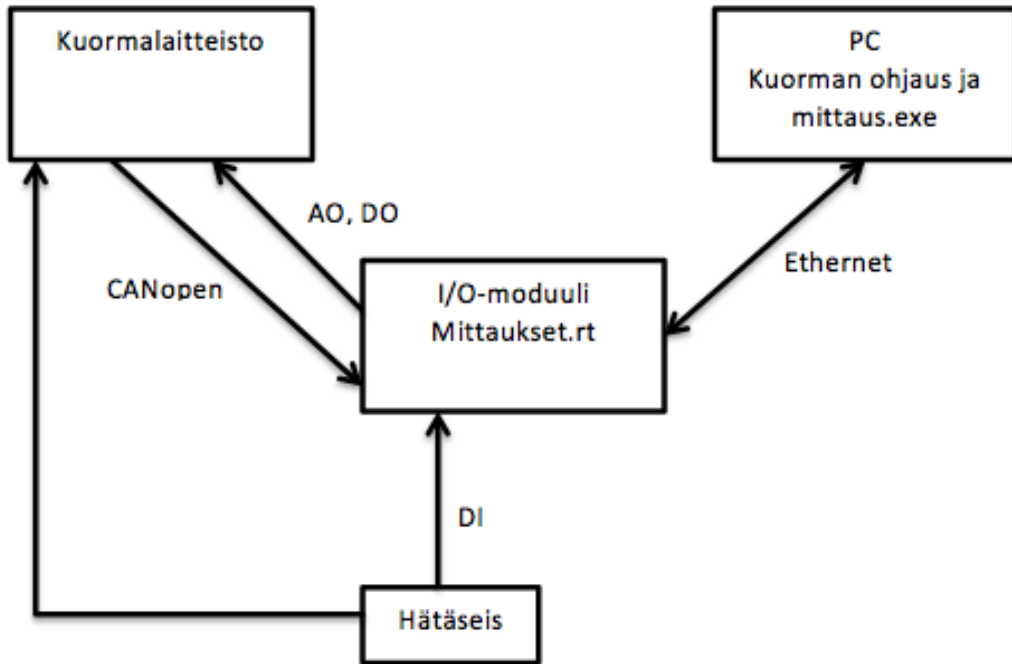 Kuormalaitteisto
PC
Kuorman ohjaus ja
mittaus.exe
AO, DO
CANopen
Ethernet
I/O-moduuli
Mittaukset.rt
DI
Hätäseis